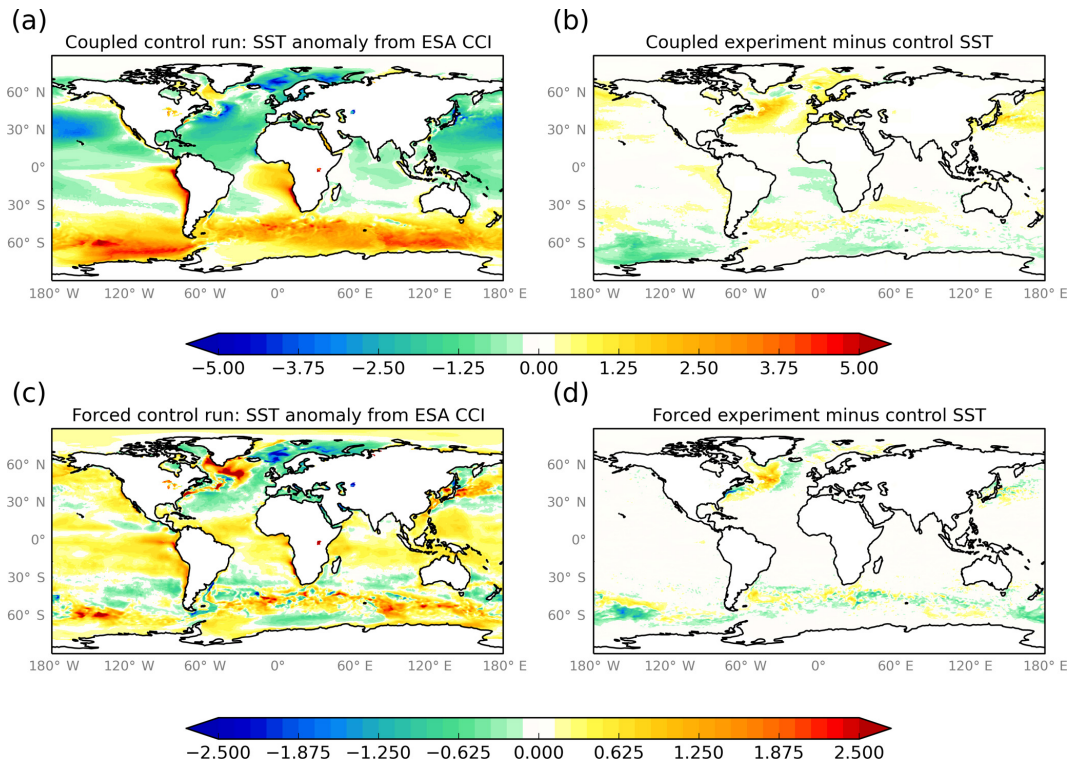 (a)
(b)
Coupled control run: SST anomaly from ESA CCI
Coupled experiment minus control SST
60° N
30° N
0°
30° S
60° S
180° W 120° W 60° W 0° 60° E 120° E 180° E
60° N
30° N
0°
30° S
60° S
180° W 120° W 60° W 0° 60° E 120° E 180° E
−5.00 −3.75 −2.50 −1.25 0.00 1.25 2.50 3.75 5.00
(c)
(d)
Forced control run: SST anomaly from ESA CCI
Forced experiment minus control SST
60° N
30° N
0°
30° S
60° S
180° W 120° W 60° W 0° 60° E 120° E 180° E
60° N
30° N
0°
30° S
60° S
180° W 120° W 60° W 0° 60° E 120° E 180° E
−2.500 −1.875 −1.250 −0.625 0.000 0.625 1.250 1.875 2.500